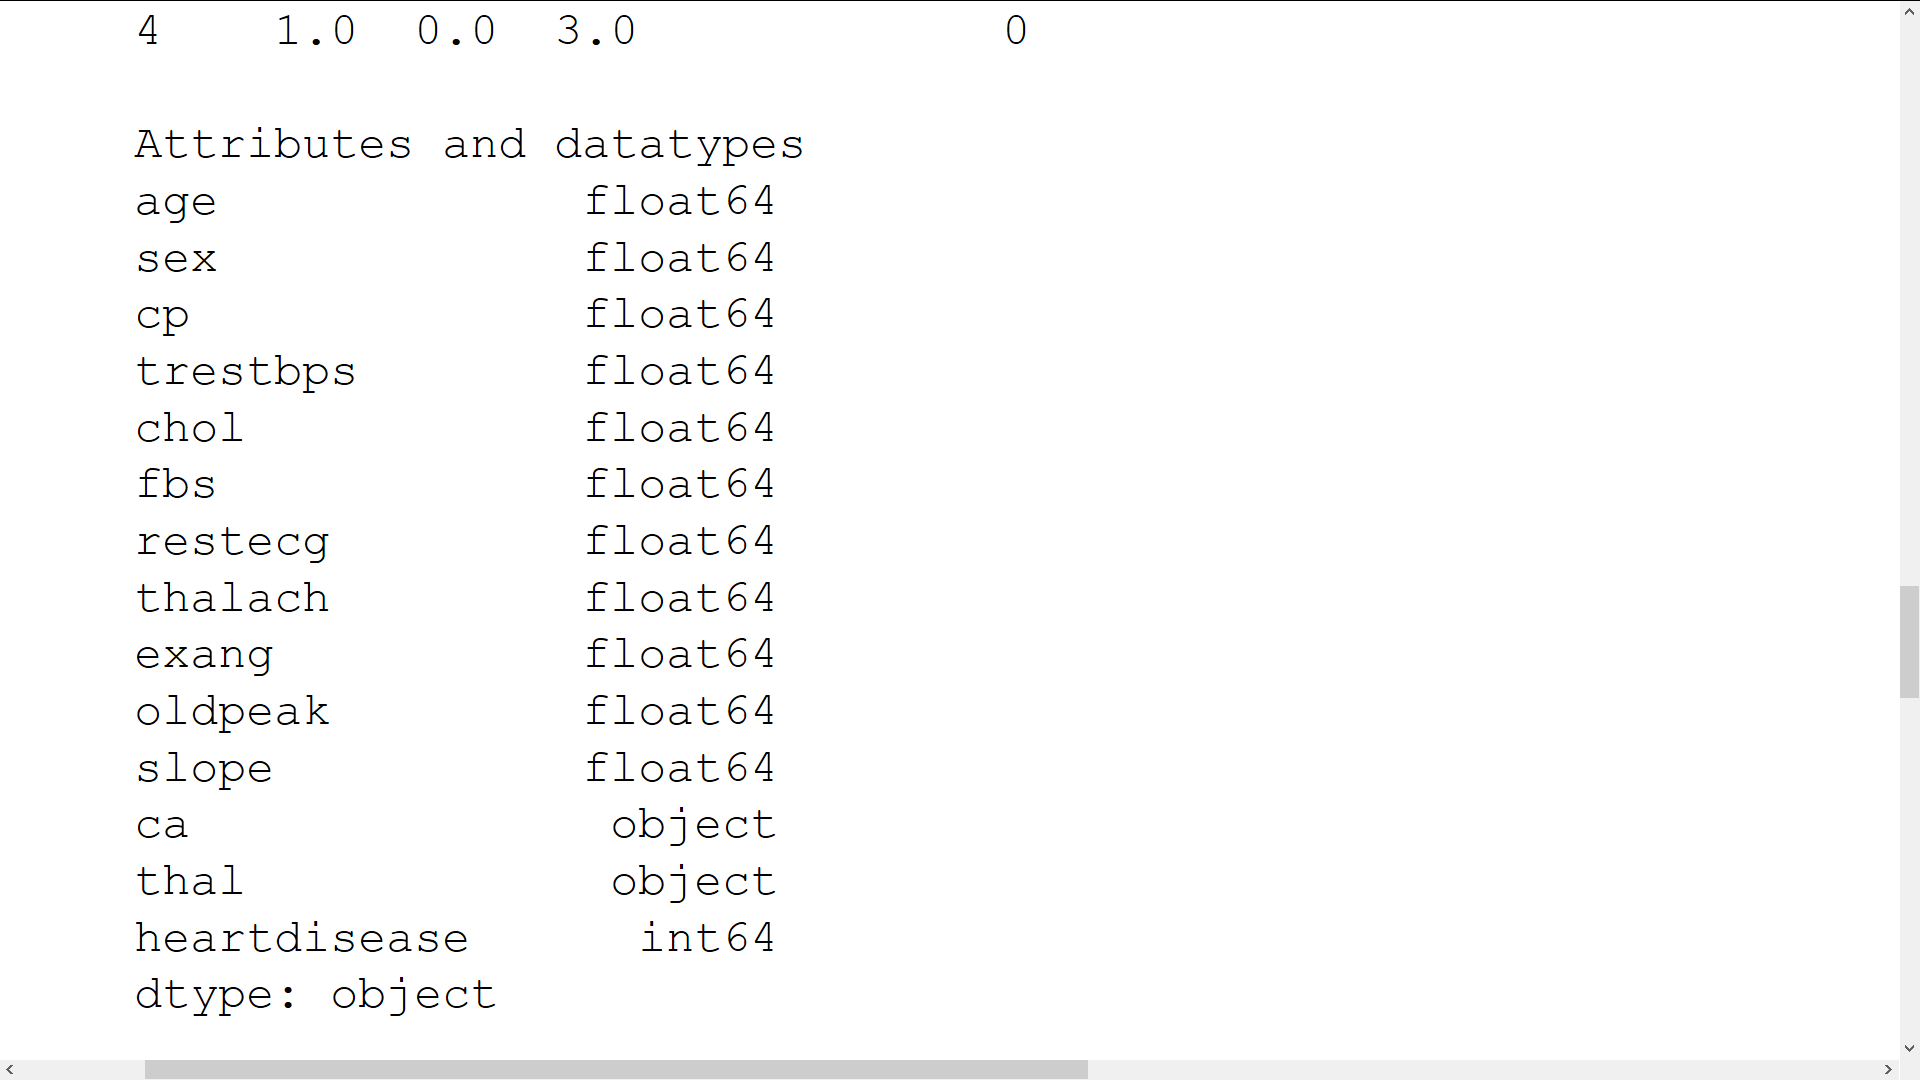 4 1.0 0.0 3.0 0
Attributes and datatypes
age float64
sex float64
cp float64
trestbps float64
chol float64
fbs float64
restecg float64
thalach float64
exang float64
oldpeak float64
slope float64
ca object
thal object
heartdisease int64
dtype: object